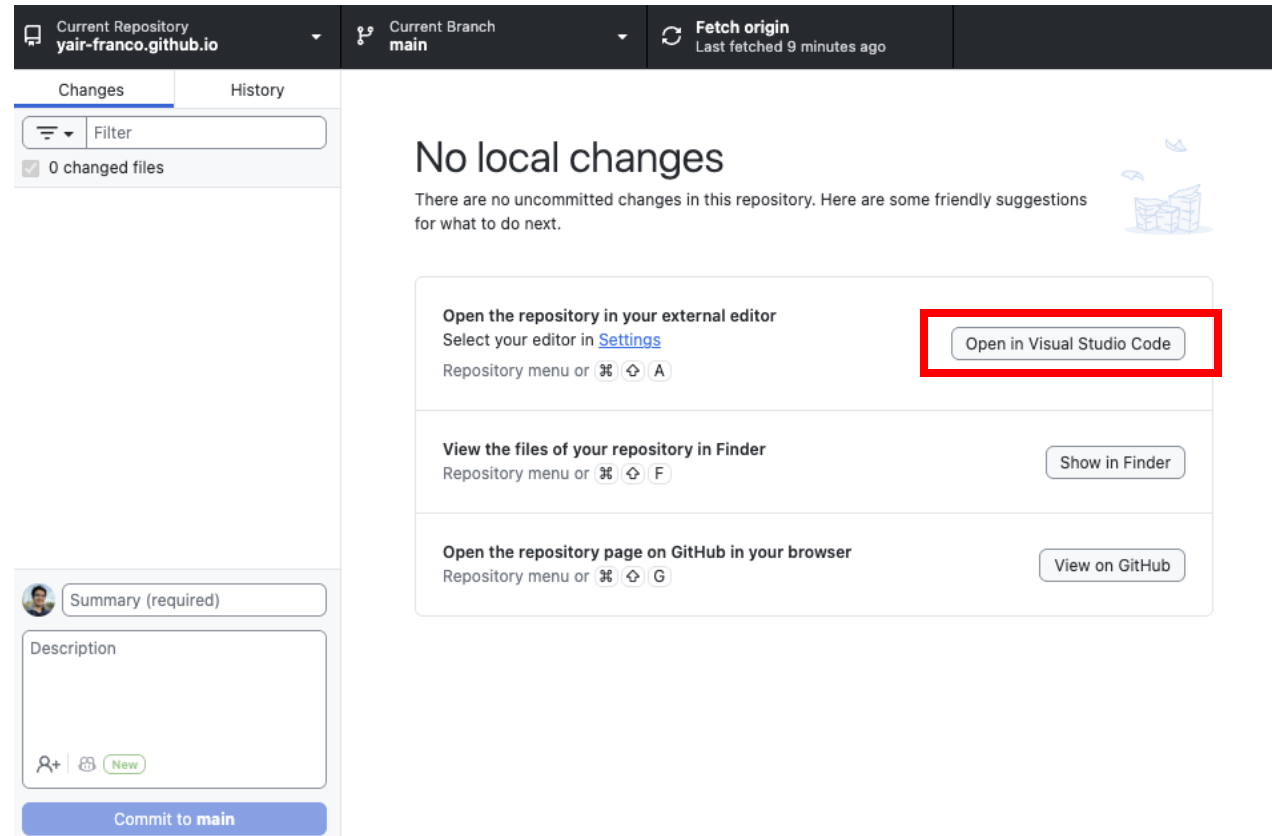 Current Repository
yair-franco.github.io
Current Branch
main
Fetch origin
Last fetched 9 minutes ago
Changes
History
Filter
0 changed files
No local changes
There are no uncommitted changes in this repository. Here are some friendly suggestions
for what to do next.
Open the repository in your external editor
Select your editor in Settings
Repository menu or ⌘ ⇧ A
Open in Visual Studio Code
View the files of your repository in Finder
Repository menu or ⌘ ⇧ F
Show in Finder
Open the repository page on GitHub in your browser
Repository menu or ⌘ ⇧ G
View on GitHub
Summary (required)
Description
New
Commit to main